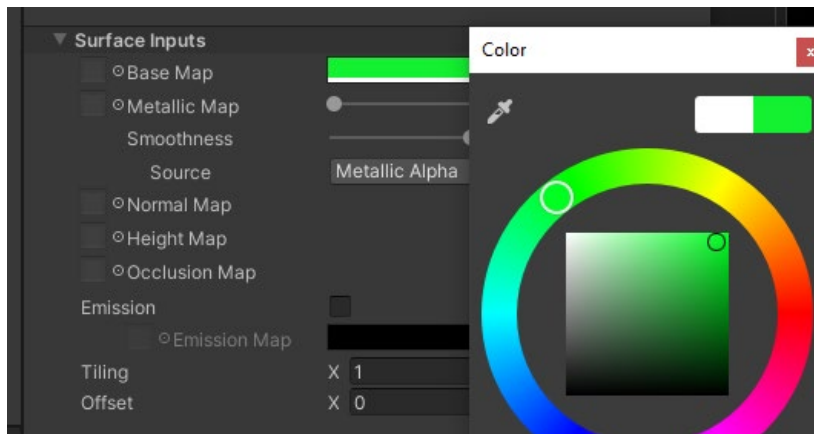 Surface Inputs
Color
x
Base Map
Metallic Map
Smoothness
Source
Metallic Alpha
Normal Map
Height Map
Occlusion Map
Emission
Emission Map
Tiling
X 1
Offset
X 0